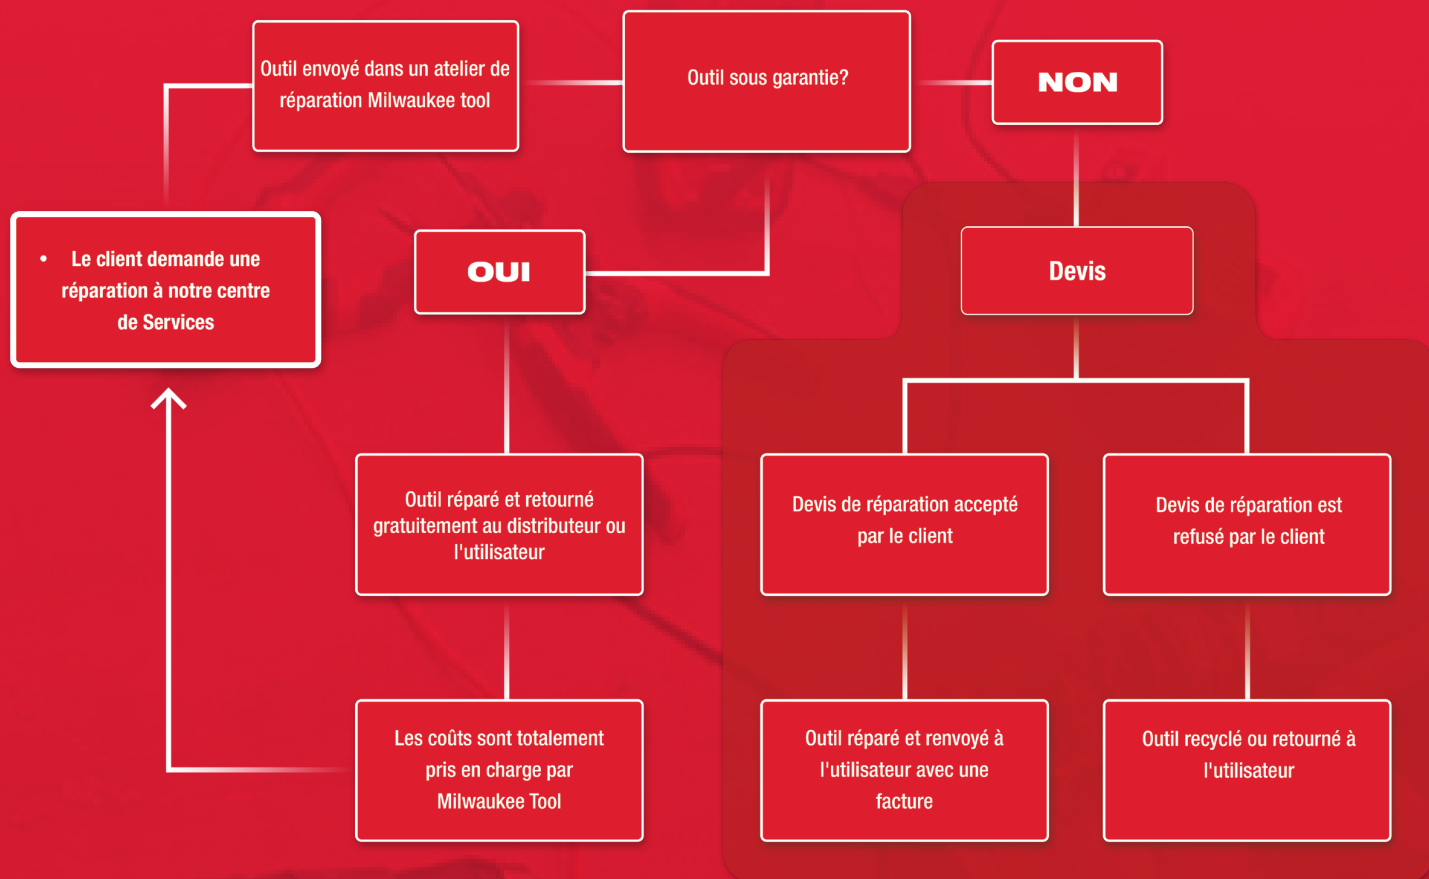 Outil envoyé dans un atelier de
réparation Milwaukee tool
Outil sous garantie?
NON
• Le client demande une
réparation à notre centre
de Services
OUI
Devis
Outil réparé et retourné
gratuitement au distributeur ou
l'utilisateur
Devis de réparation accepté
par le client
Devis de réparation est
refusé par le client
Les coûts sont totalement
pris en charge par
Milwaukee Tool
Outil réparé et renvoyé à
l'utilisateur avec une
facture
Outil recyclé ou retourné à
l'utilisateur